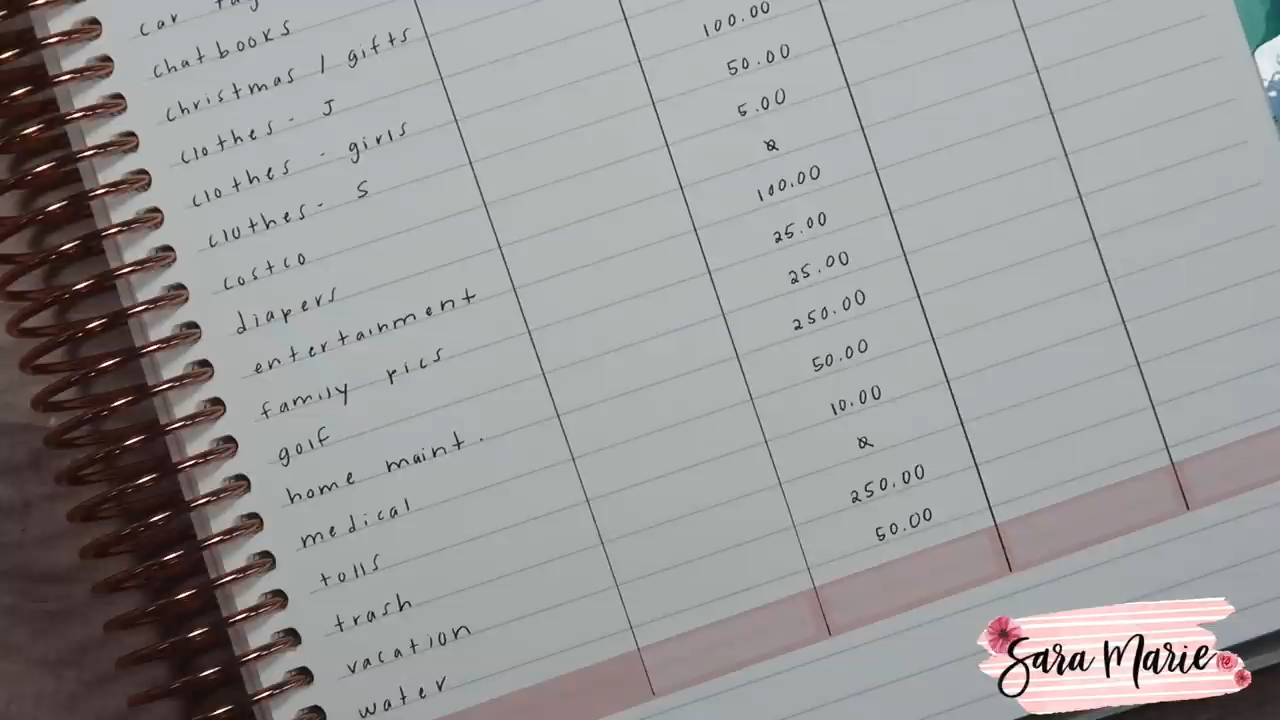 car
chatbooks
christmas / gifts
clothes - J
clothes - girls 100.00
clothes - S 50.00
costco 5.00
diapers ø
entertainment 100.00
family pics 25.00
golf 25.00
home maint. 250.00
medical 50.00
tolls 10.00
trash ø
vacation 250.00
water 50.00
Sara Marie